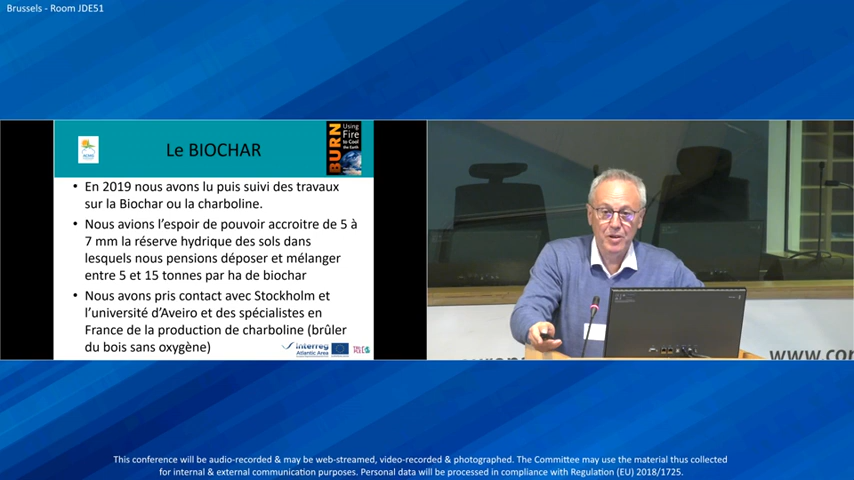 Brussels - Room JDE51
Le BIOCHAR
BURN
Using
Fire
to Cool
the Earth
• En 2019 nous avons lu puis suivi des travaux
sur la Biochar ou la charboline.
• Nous avions l'espoir de pouvoir accroitre de 5 à
7 mm la réserve hydrique des sols dans
lesquels nous pensions déposer et mélanger
entre 5 et 15 tonnes par ha de biochar
• Nous avons pris contact avec Stockholm et
l'université d'Aveiro et des spécialistes en
France de la production de charboline (brûler
du bois sans oxygène)
Interreg
Atlantic Area
www.cor
This conference will be audio-recorded & may be web-streamed, video-recorded & photographed. The Committee may use the material thus collected
for internal & external communication purposes. Personal data will be processed in compliance with Regulation (EU) 2018/1725.